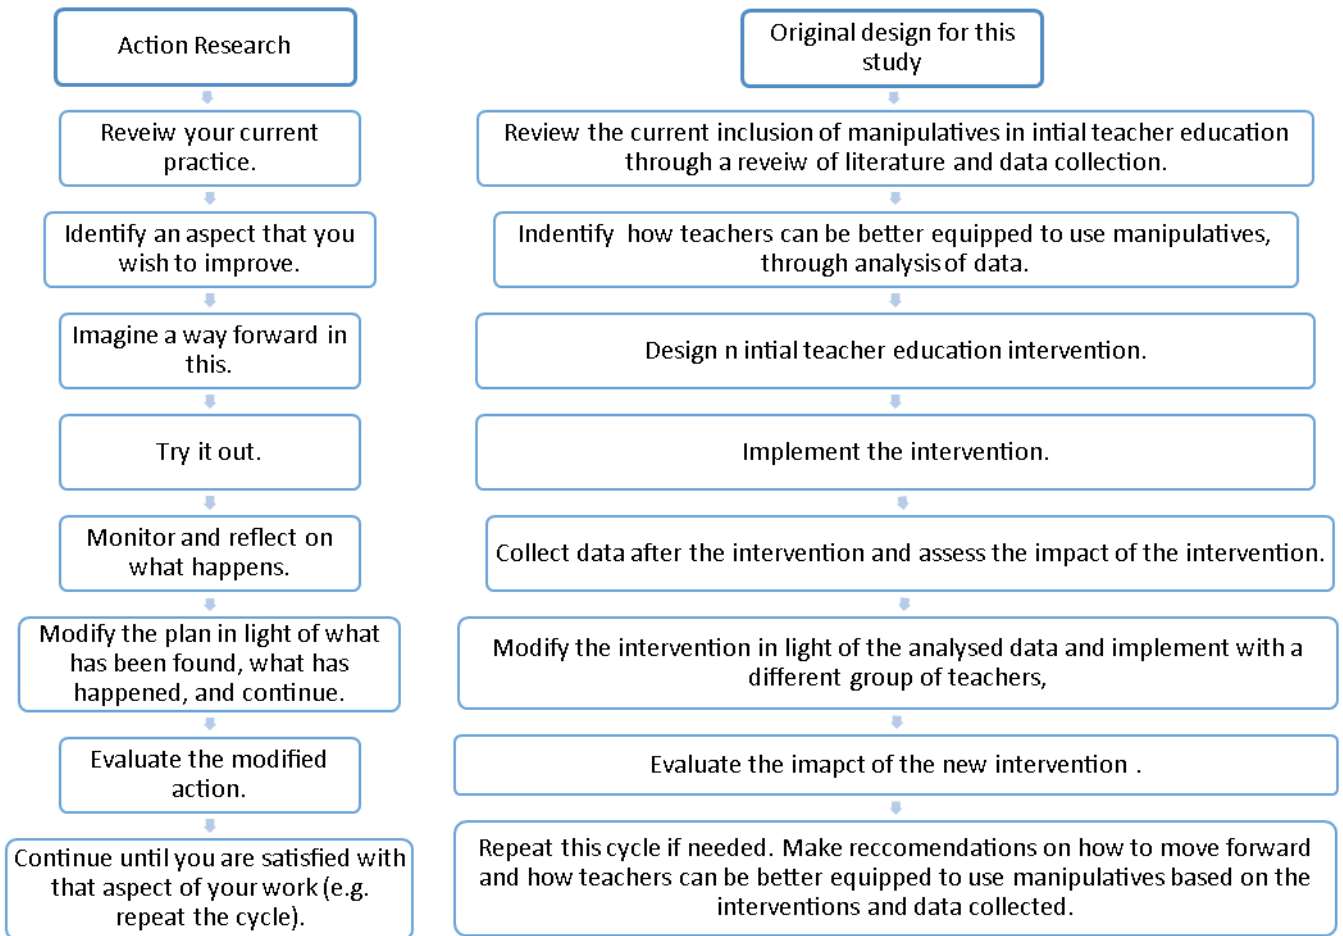 Action Research
Reveiw your current
practice.
Identify an aspect that you
wish to improve.
Imagine a way forward in
this.
Try it out.
Monitor and reflect on
what happens.
Modify the plan in light of what
has been found, what has
happened, and continue.
Evaluate the modified
action.
Continue until you are satisfied with
that aspect of your work (e.g.
repeat the cycle).
Original design for this
study
Review the current inclusion of manipulatives in intial teacher education
through a reveiw of literature and data collection.
Indentify how teachers can be better equipped to use manipulatives,
through analysis of data.
Design n intial teacher education intervention.
Implement the intervention.
Collect data after the intervention and assess the impact of the intervention.
Modify the intervention in light of the analysed data and implement with a
different group of teachers,
Evaluate the imapct of the new intervention .
Repeat this cycle if needed. Make reccomendations on how to move forward
and how teachers can be better equipped to use manipulatives based on the
interventions and data collected.